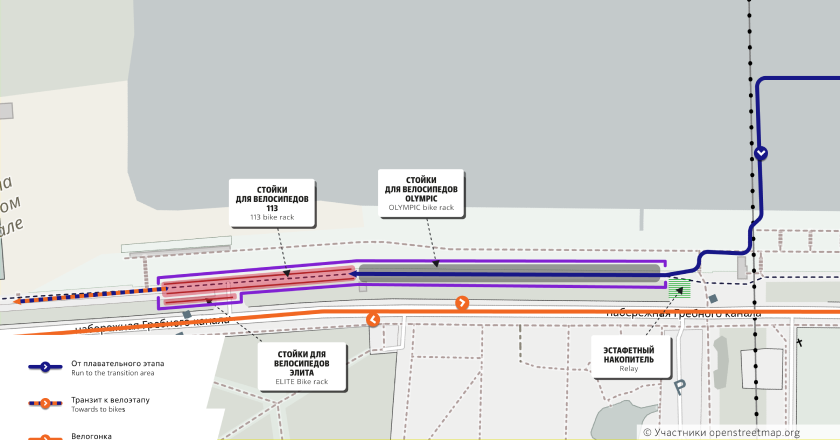 СТОЙКИ
ДЛЯ ВЕЛОСИПЕДОВ
OLYMPIC
OLYMPIC bike rack
СТОЙКИ
ДЛЯ ВЕЛОСИПЕДОВ
113
113 bike rack
ом
але
набережная Гребного канала
набережная Гребного канала
СТОЙКИ ДЛЯ
ВЕЛОСИПЕДОВ
ЭЛИТА
ELITE Bike rack
ЭСТАФЕТНЫЙ
НАКОПИТЕЛЬ
Relay
P
От плавательного этапа
Run to the transition area
Транзит к велоэтапу
Towards to bikes
Велогонка
© Участники openstreetmap.org